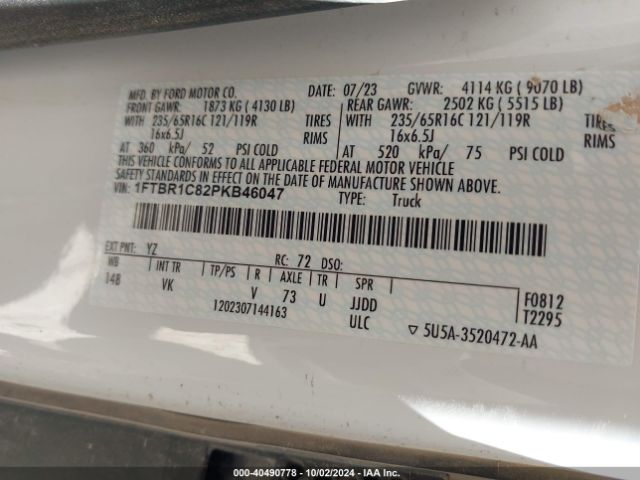 MFD. BY FORD MOTOR CO.
DATE: 07/23 GVWR: 4114 KG ( 9070 LB)
FRONT GAWR: 1873 KG ( 4130 LB)
REAR GAWR: 2502 KG ( 5515 LB)
WITH 235/65R16C 121/119R TIRES
WITH 235/65R16C 121/119R TIRES
16x6.5J RIMS
16x6.5J RIMS
AT 360 kPa/ 52 PSI COLD
AT 520 kPa/ 75 PSI COLD
THIS VEHICLE CONFORMS TO ALL APPLICABLE FEDERAL MOTOR VEHICLE
SAFETY STANDARDS IN EFFECT ON THE DATE OF MANUFACTURE SHOWN ABOVE.
VIN: 1FTBR1C82PKB46047
TYPE: Truck
EXT PNT: YZ RC: 72 DSO:
WB INT TR TP/PS R AXLE TR SPR
148 VK V 73 U JJDD
F0812
T2295
1202307144163 ULC
5U5A-3520472-AA
000-40490778 - 10/02/2024 - IAA Inc.